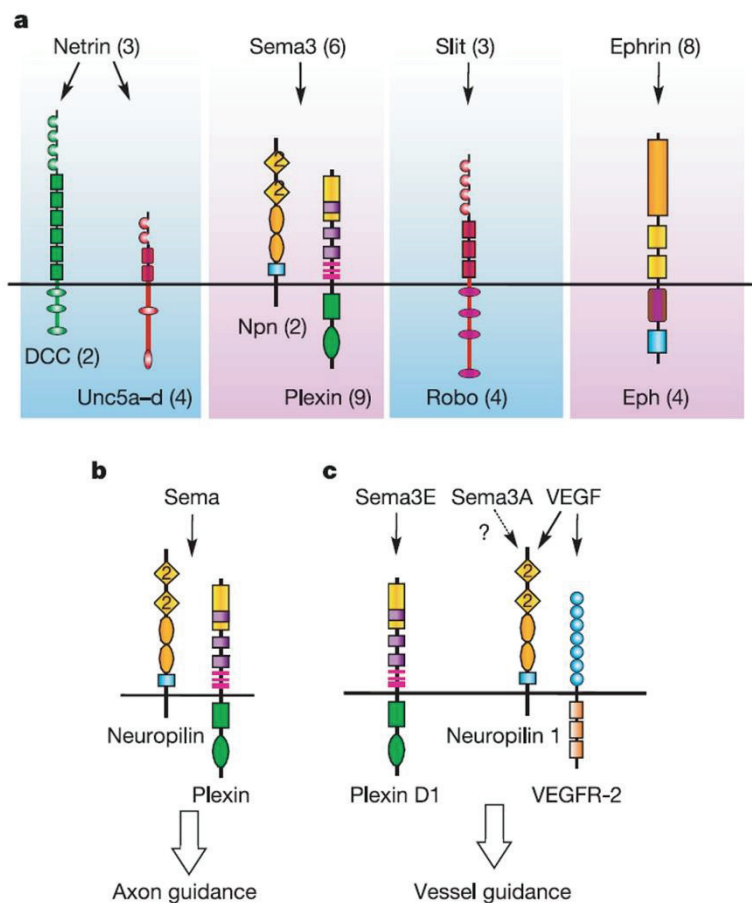 a
Netrin (3) Sema3 (6) Slit (3) Ephrin (8)
2
2
Npn (2)
DCC (2)
Unc5a–d (4) Plexin (9) Robo (4) Eph (4)
b c
Sema Sema3E Sema3A VEGF
?
2 2
2 2
Neuropilin Neuropilin 1
Plexin Plexin D1 VEGFR-2
Axon guidance Vessel guidance